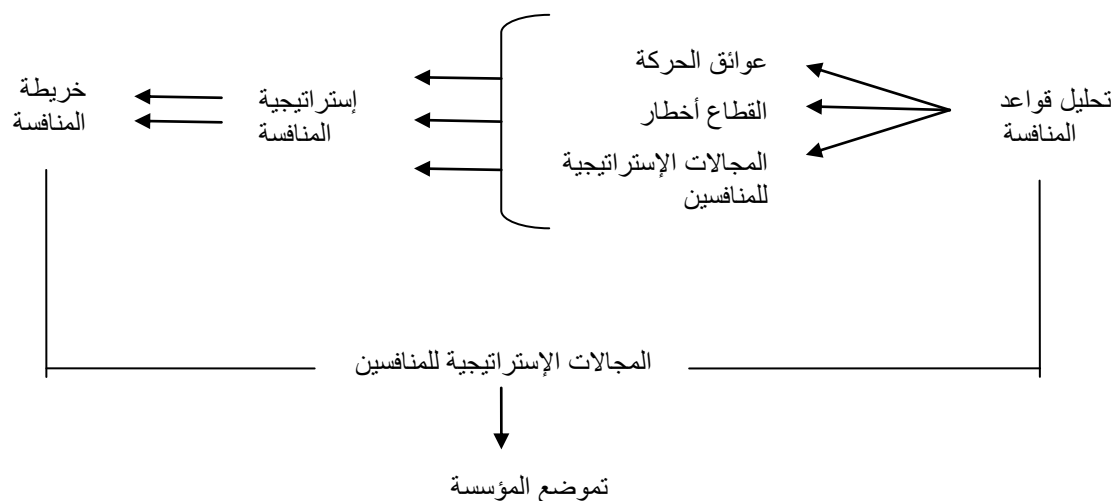 تحليل قواعد
المنافسة
عوائق الحركة
القطاع أخطار
المجالات الإستراتيجية
للمنافسين
إستراتيجية
المنافسة
خريطة
المنافسة
المجالات الإستراتيجية للمنافسين
تموضع المؤسسة